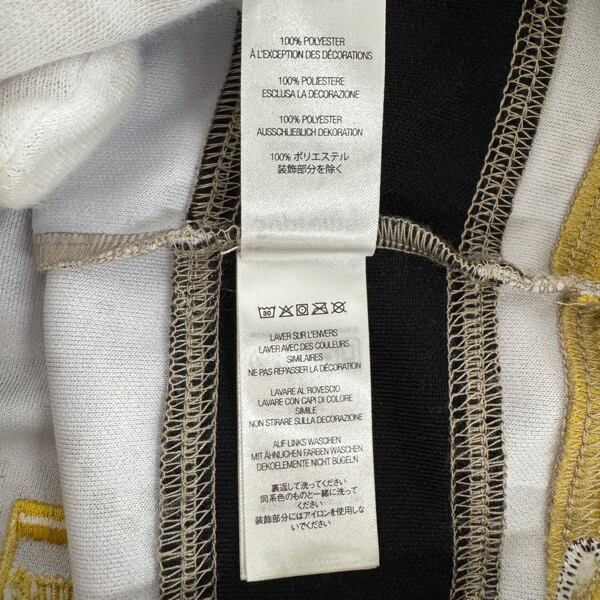 100% POLYESTER
À L'EXCEPTION DES DÉCORATIONS
100% POLIESTERE
ESCLUSA LA DECORAZIONE
100% POLYESTER
AUSSCHLIEẞLICH DEKORATION
100% ポリエステル
装飾部分を除く
30
LAVER SUR L'ENVERS
LAVER AVEC DES COULEURS
SIMILAIRES
NE PAS REPASSER LA DÉCORATION
LAVARE AL ROVESCIO
LAVARE CON CAPI DI COLORE
SIMILE
NON STIRARE SULLA DECORAZIONE
AUF LINKS WASCHEN
MIT ÄHNLICHEN FARBEN WASCHEN
DEKOELEMENTE NICHT BÜGELN
裏返して洗ってください
同系色のものと一緒に洗って
ください
装飾部分にはアイロンを使用しな
いでください